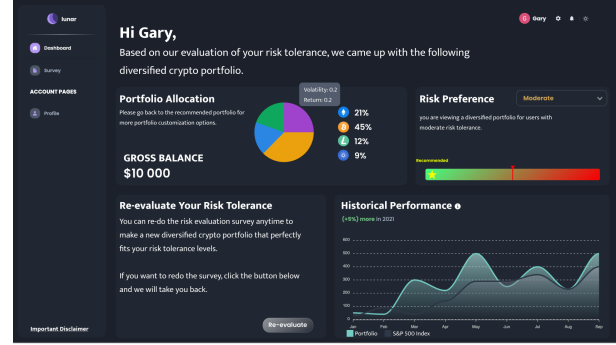 lunar
Gary
Dashboard
Survey
ACCOUNT PAGES
Profile
Important Disclaimer
Hi Gary,
Based on our evaluation of your risk tolerance, we came up with the following
diversified crypto portfolio.
Portfolio Allocation
Please go back to the recommended portfolio for
more portfolio customization options.
GROSS BALANCE
$10 000
Volatility: 0.2
Return: 0.2
21%
45%
12%
9%
Risk Preference
Moderate
you are viewing a diversified portfolio for users with
moderate risk tolerance.
Recommended
Re-evaluate Your Risk Tolerance
You can re-do the risk evaluation survey anytime to
make a new diversified crypto portfolio that perfectly
fits your risk tolerance levels.
If you want to redo the survey, click the button below
and we will take you back.
Re-evaluate
Historical Performance
(+5%) more in 2021
600
500
400
300
200
100
0
Jan Feb Mar Apr May Jun Jul Aug Sep
Portfolio S&P 500 Index